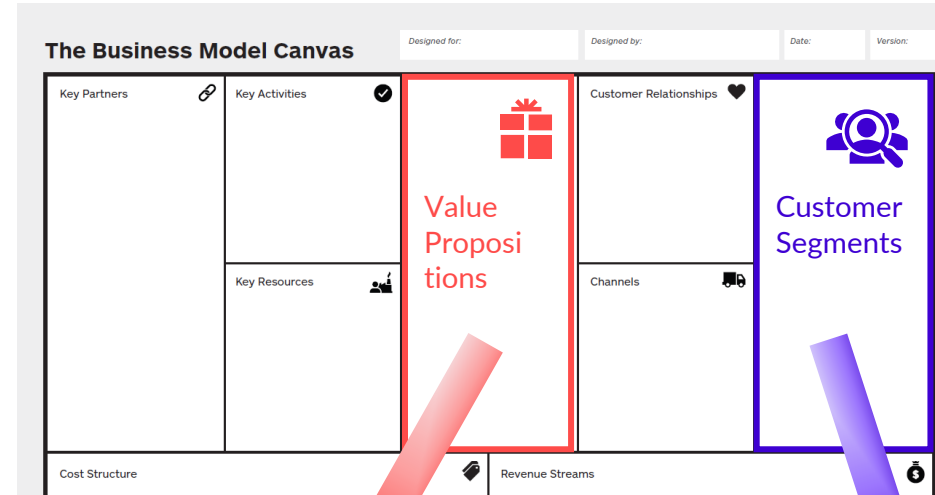 The Business Model Canvas
Designed for:
Designed by:
Date:
Version:
Key Partners
Key Activities
Value
Proposi
tions
Customer Relationships
Customer
Segments
Key Resources
Channels
Cost Structure
Revenue Streams
$